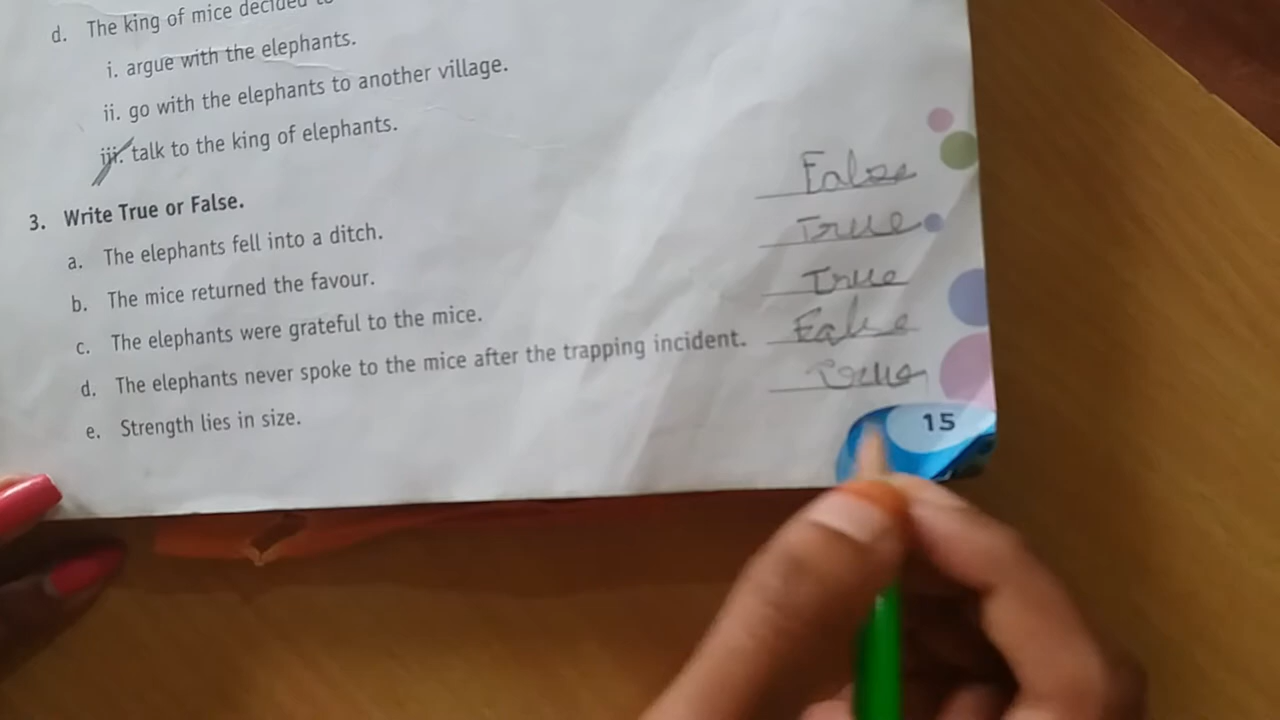 d. The king of mice decided to
i. argue with the elephants.
ii. go with the elephants to another village.
iii. talk to the king of elephants.
3. Write True or False.
a. The elephants fell into a ditch. False
b. The mice returned the favour. True
c. The elephants were grateful to the mice. True
d. The elephants never spoke to the mice after the trapping incident. False
e. Strength lies in size. True
15